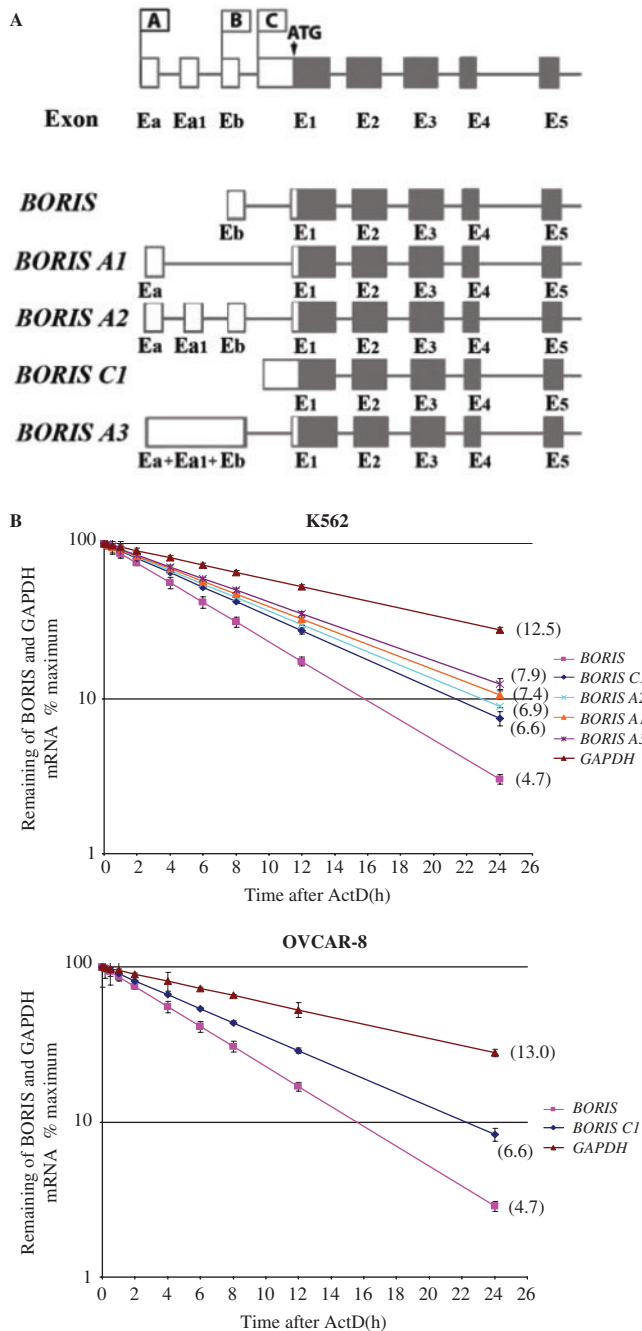 A
A B C
ATG
Exon Ea Ea1 Eb E1 E2 E3 E4 E5
BORIS
Eb E1 E2 E3 E4 E5
BORIS A1
Ea E1 E2 E3 E4 E5
BORIS A2
Ea Ea1 Eb E1 E2 E3 E4 E5
BORIS C1
E1 E2 E3 E4 E5
BORIS A3
Ea+Ea1+Eb E1 E2 E3 E4 E5
B
K562
Remaining of BORIS and GAPDH
mRNA % maximum
100
10
1
(12.5)
(7.9)
(7.4)
(6.9)
(6.6)
(4.7)
BORIS
BORIS C1
BORIS A2
BORIS A1
BORIS A3
GAPDH
0 2 4 6 8 10 12 14 16 18 20 22 24 26
Time after ActD(h)
OVCAR-8
Remaining of BORIS and GAPDH
mRNA % maximum
100
10
1
(13.0)
(6.6)
(4.7)
BORIS
BORIS C1
GAPDH
0 2 4 6 8 10 12 14 16 18 20 22 24 26
Time after ActD(h)